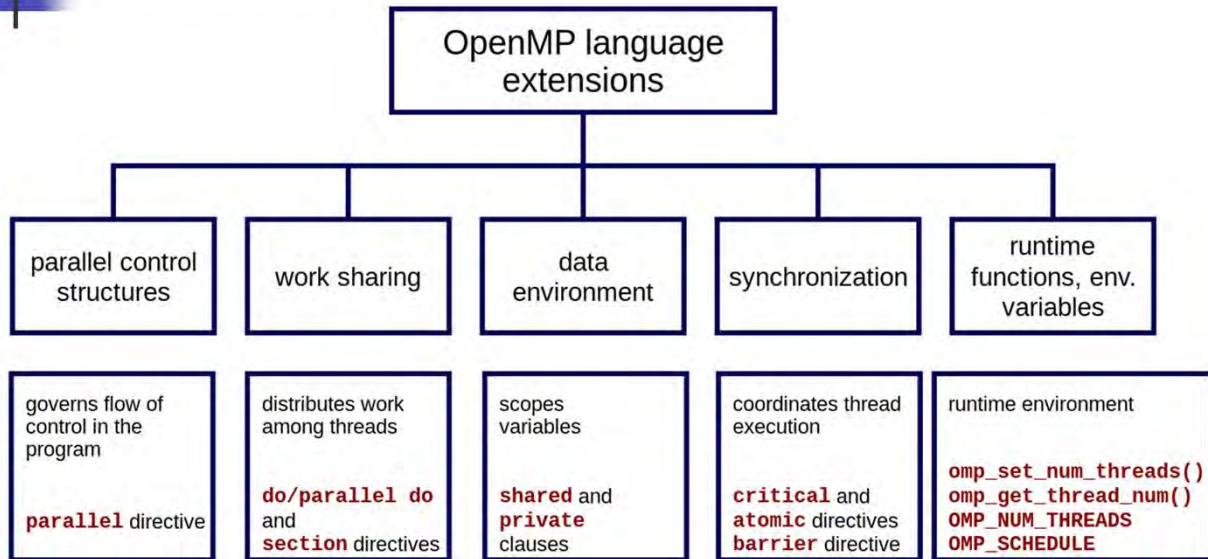 OpenMP language
extensions
parallel control
structures
work sharing
data
environment
synchronization
runtime
functions, env.
variables
governs flow of
control in the
program
parallel directive
distributes work
among threads
do/parallel do
and
section directives
scopes
variables
shared and
private
clauses
coordinates thread
execution
critical and
atomic directives
barrier directive
runtime environment
omp_set_num_threads()
omp_get_thread_num()
OMP_NUM_THREADS
OMP_SCHEDULE